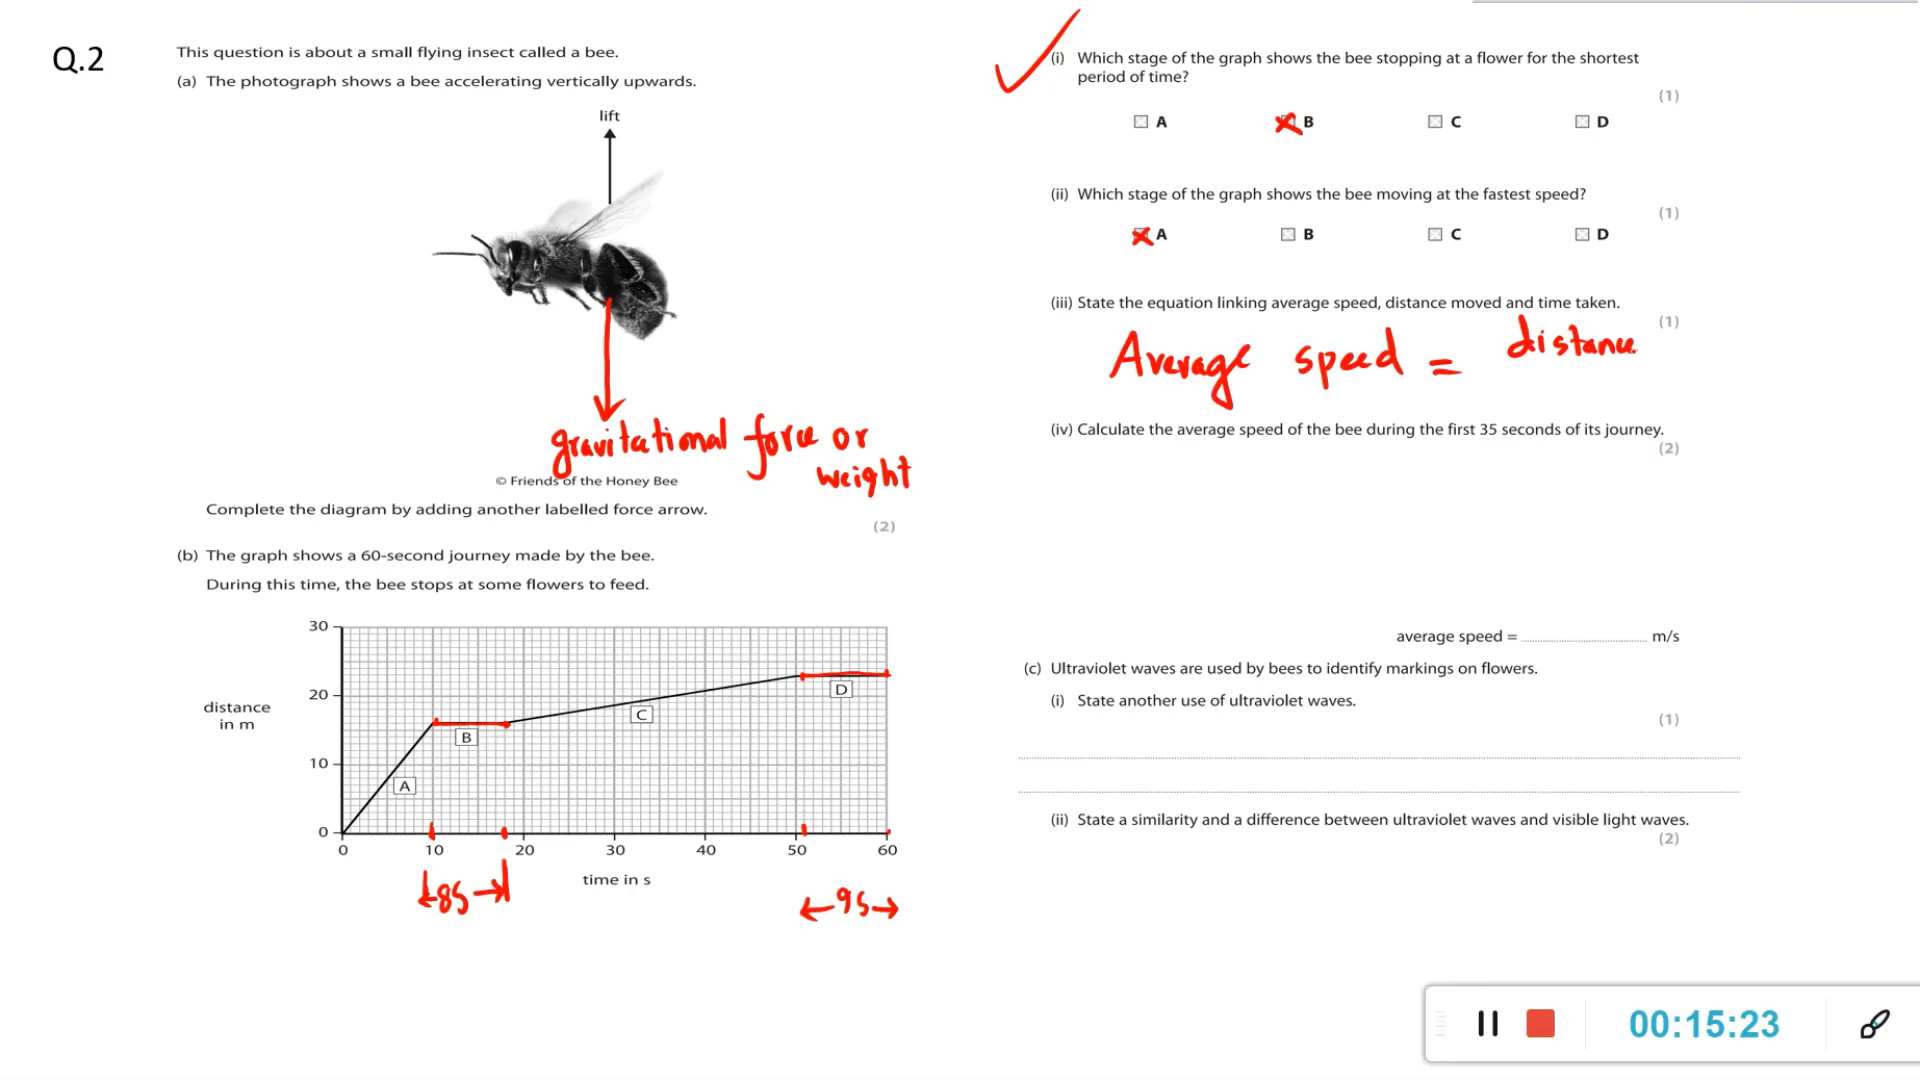 Q.2
This question is about a small flying insect called a bee.
(a) The photograph shows a bee accelerating vertically upwards.
lift
gravitational force or
weight
© Friends of the Honey Bee
Complete the diagram by adding another labelled force arrow.
(2)
(b) The graph shows a 60-second journey made by the bee.
During this time, the bee stops at some flowers to feed.
30
20
10
0
distance
in m
A
B
C
D
0 10 20 30 40 50 60
time in s
8s
9s
(i) Which stage of the graph shows the bee stopping at a flower for the shortest
period of time?
(1)
A B C D
(ii) Which stage of the graph shows the bee moving at the fastest speed?
(1)
A B C D
(iii) State the equation linking average speed, distance moved and time taken.
(1)
Average speed = distance
(iv) Calculate the average speed of the bee during the first 35 seconds of its journey.
(2)
average speed = m/s
(c) Ultraviolet waves are used by bees to identify markings on flowers.
(i) State another use of ultraviolet waves.
(1)
(ii) State a similarity and a difference between ultraviolet waves and visible light waves.
(2)
00:15:23